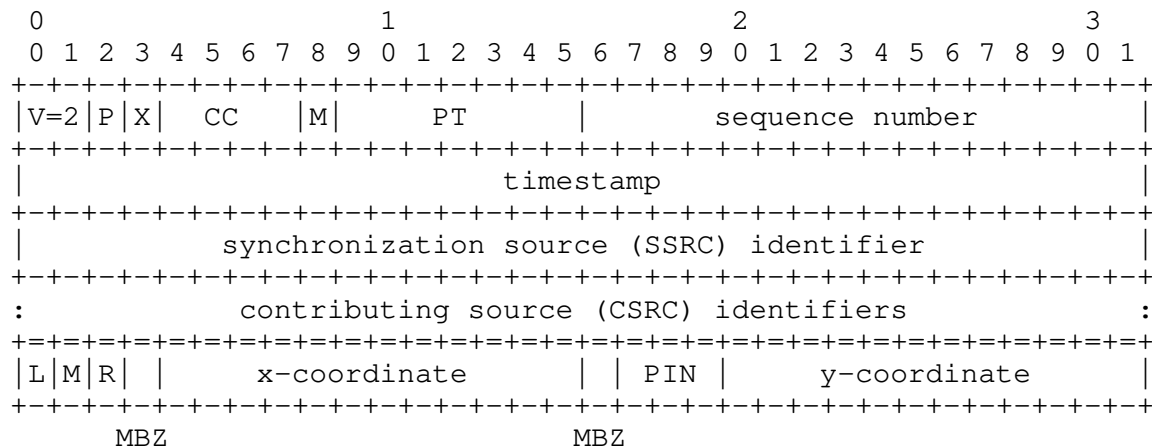 0                   1                   2                   3
 0 1 2 3 4 5 6 7 8 9 0 1 2 3 4 5 6 7 8 9 0 1 2 3 4 5 6 7 8 9 0 1
+-+-+-+-+-+-+-+-+-+-+-+-+-+-+-+-+-+-+-+-+-+-+-+-+-+-+-+-+-+-+-+-+
|V=2|P|X|  CC   |M|     PT      |       sequence number         |
+-+-+-+-+-+-+-+-+-+-+-+-+-+-+-+-+-+-+-+-+-+-+-+-+-+-+-+-+-+-+-+-+
|                           timestamp                           |
+-+-+-+-+-+-+-+-+-+-+-+-+-+-+-+-+-+-+-+-+-+-+-+-+-+-+-+-+-+-+-+-+
|           synchronization source (SSRC) identifier            |
+-+-+-+-+-+-+-+-+-+-+-+-+-+-+-+-+-+-+-+-+-+-+-+-+-+-+-+-+-+-+-+-+
:            contributing source (CSRC) identifiers             :
+=+=+=+=+=+=+=+=+=+=+=+=+=+=+=+=+=+=+=+=+=+=+=+=+=+=+=+=+=+=+=+=+
|L|M|R| |     x-coordinate      | | PIN |     y-coordinate      |
+-+-+-+-+-+-+-+-+-+-+-+-+-+-+-+-+-+-+-+-+-+-+-+-+-+-+-+-+-+-+-+-+
      MBZ                      MBZ